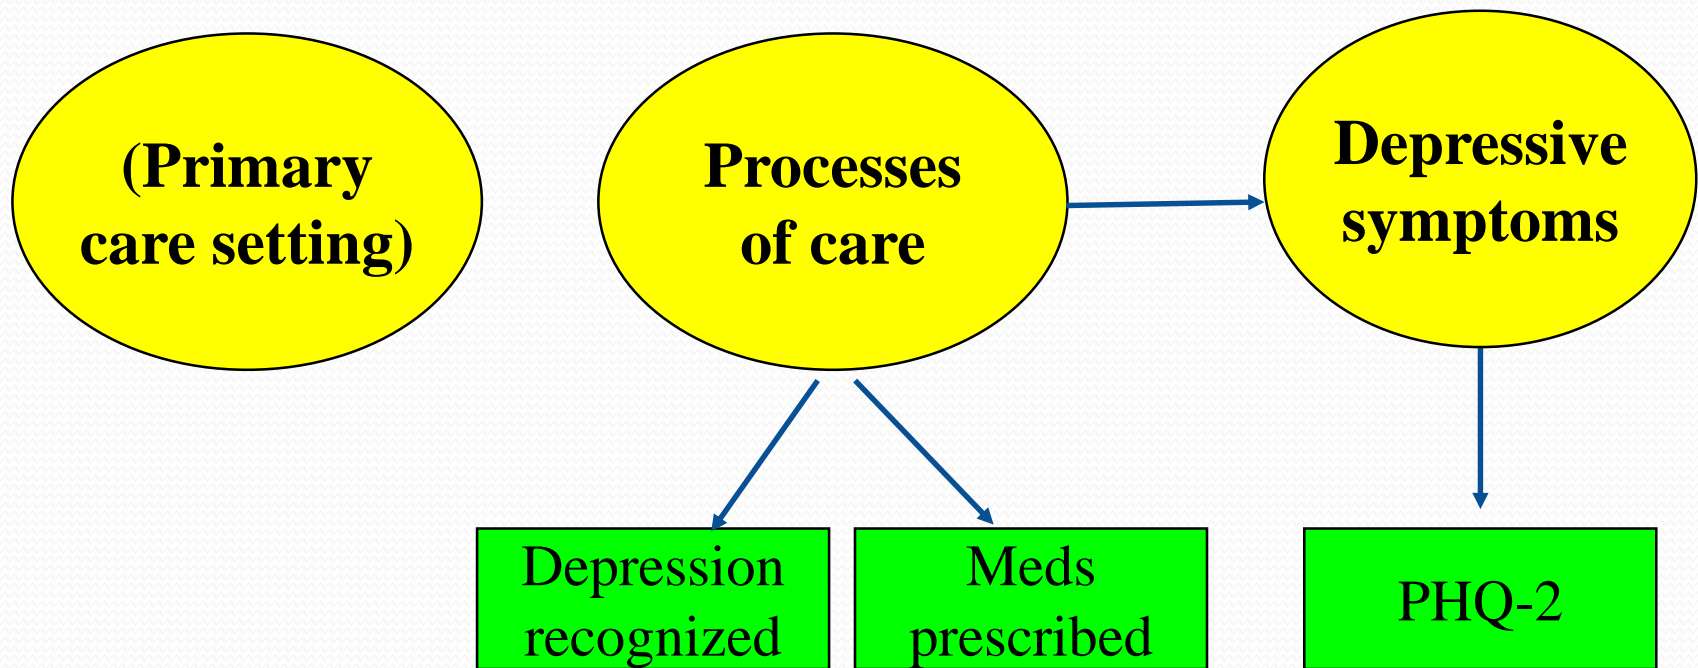 (Primary
care setting)
Processes
of care
Depressive
symptoms
Depression
recognized
Meds
prescribed
PHQ-2